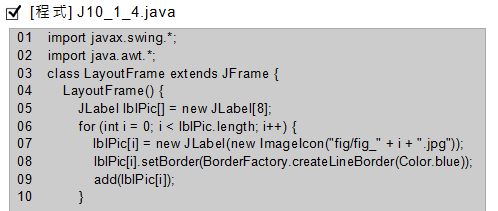 [程式] J10_1_4.java
01 import javax.swing.*;
02 import java.awt.*;
03 class LayoutFrame extends JFrame {
04 LayoutFrame() {
05 JLabel lblPic[] = new JLabel[8];
06 for (int i = 0; i < lblPic.length; i++) {
07 lblPic[i] = new JLabel(new ImageIcon("fig/fig_" + i + ".jpg"));
08 lblPic[i].setBorder(BorderFactory.createLineBorder(Color.blue));
09 add(lblPic[i]);
10 }